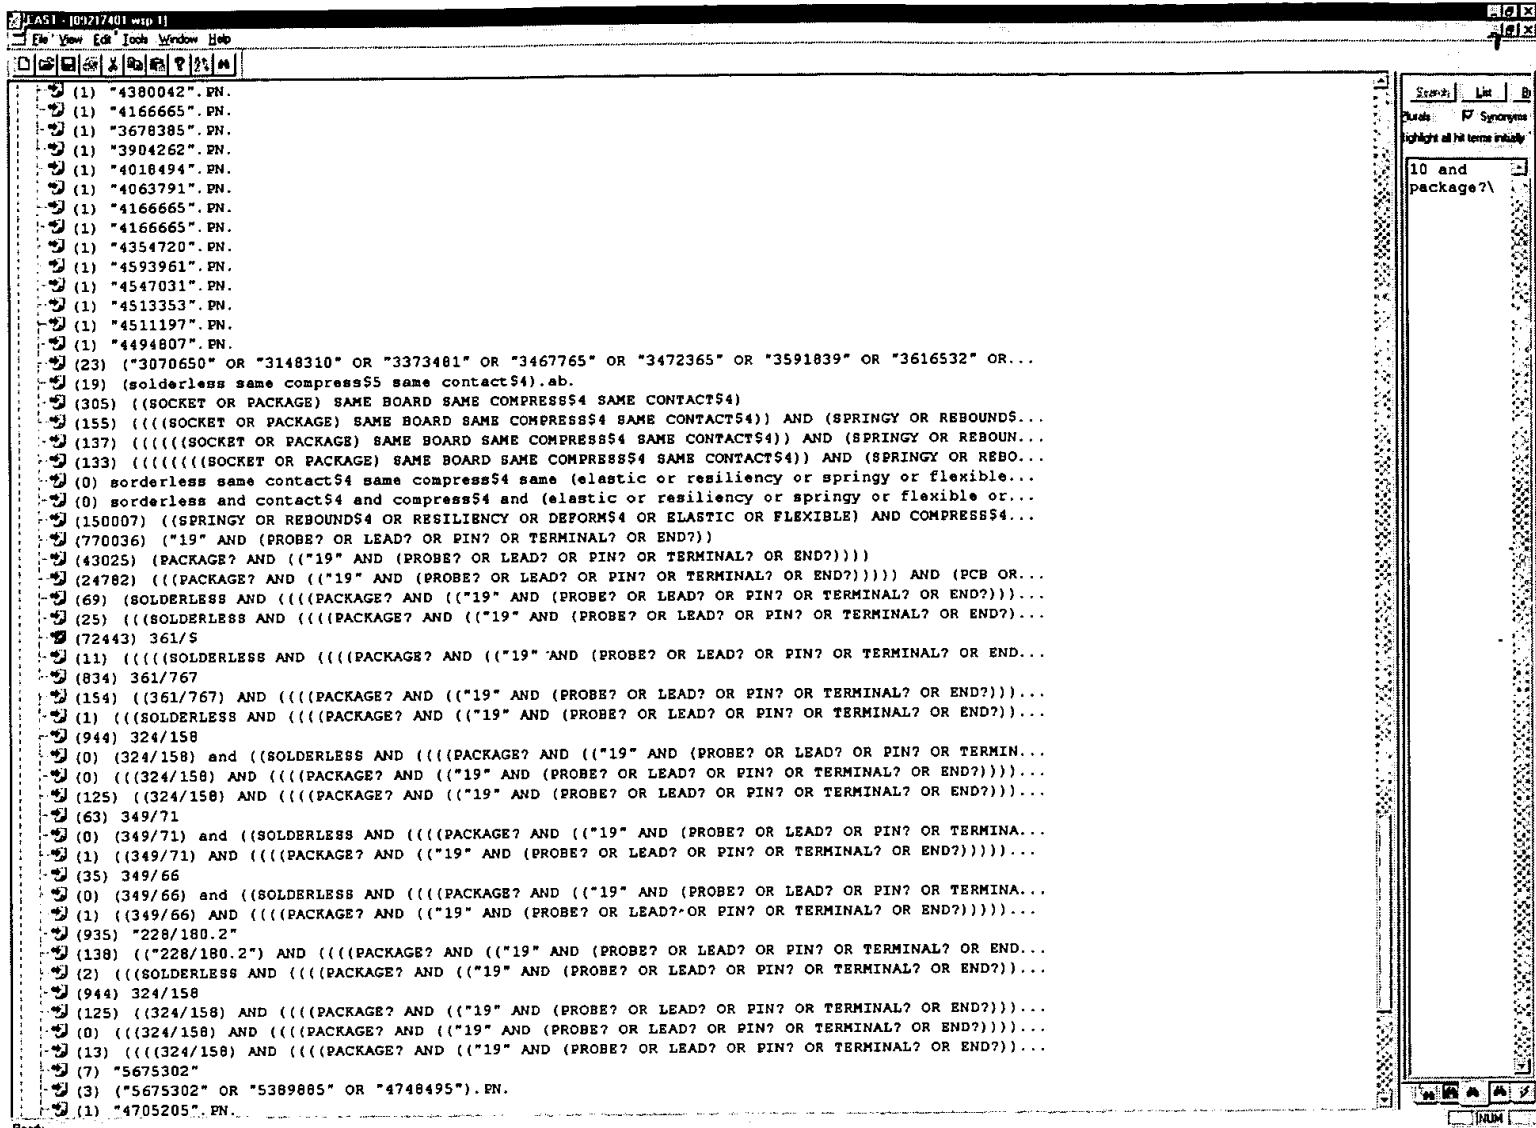 EAST - [09217401 wsp 1]
File View Edit Tools Window Help
(1) "4380042".PN.
(1) "4166665".PN.
(1) "3678385".PN.
(1) "3904262".PN.
(1) "4018494".PN.
(1) "4063791".PN.
(1) "4166665".PN.
(1) "4166665".PN.
(1) "4354720".PN.
(1) "4593961".PN.
(1) "4547031".PN.
(1) "4513353".PN.
(1) "4511197".PN.
(1) "4494807".PN.
(23) ("3070650" OR "3148310" OR "3373481" OR "3467765" OR "3472365" OR "3591839" OR "3616532" OR...
(19) (solderless same compress$5 same contact$4).ab.
(305) ((SOCKET OR PACKAGE) SAME BOARD SAME COMPRESS$4 SAME CONTACT$4)
(155) ((((SOCKET OR PACKAGE) SAME BOARD SAME COMPRESS$4 SAME CONTACT$4)) AND (SPRINGY OR REBOUND$...
(137) ((((((SOCKET OR PACKAGE) SAME BOARD SAME COMPRESS$4 SAME CONTACT$4)) AND (SPRINGY OR REBOUN...
(133) ((((((((SOCKET OR PACKAGE) SAME BOARD SAME COMPRESS$4 SAME CONTACT$4)) AND (SPRINGY OR REBO...
(0) sorderless same contact$4 same compress$4 same (elastic or resiliency or springy or flexible...
(0) sorderless and contact$4 and compress$4 and (elastic or resiliency or springy or flexible or...
(150007) ((SPRINGY OR REBOUND$4 OR RESILIENCY OR DEFORM$4 OR ELASTIC OR FLEXIBLE) AND COMPRESS$4...
(770036) ("19" AND (PROBE? OR LEAD? OR PIN? OR TERMINAL? OR END?))
(43025) (PACKAGE? AND (("19" AND (PROBE? OR LEAD? OR PIN? OR TERMINAL? OR END?))))
(24782) (((PACKAGE? AND (("19" AND (PROBE? OR LEAD? OR PIN? OR TERMINAL? OR END?))))) AND (PCB OR...
(69) (SOLDERLESS AND ((((PACKAGE? AND (("19" AND (PROBE? OR LEAD? OR PIN? OR TERMINAL? OR END?)))...
(25) (((SOLDERLESS AND ((((PACKAGE? AND (("19" AND (PROBE? OR LEAD? OR PIN? OR TERMINAL? OR END?)...
(72443) 361/$
(11) (((((SOLDERLESS AND ((((PACKAGE? AND (("19" AND (PROBE? OR LEAD? OR PIN? OR TERMINAL? OR END...
(834) 361/767
(154) ((361/767) AND ((((PACKAGE? AND (("19" AND (PROBE? OR LEAD? OR PIN? OR TERMINAL? OR END?)))...
(1) (((SOLDERLESS AND ((((PACKAGE? AND (("19" AND (PROBE? OR LEAD? OR PIN? OR TERMINAL? OR END?))...
(944) 324/158
(0) (324/158) and ((SOLDERLESS AND ((((PACKAGE? AND (("19" AND (PROBE? OR LEAD? OR PIN? OR TERMIN...
(0) (((324/158) AND ((((PACKAGE? AND (("19" AND (PROBE? OR LEAD? OR PIN? OR TERMINAL? OR END?))))...
(125) ((324/158) AND ((((PACKAGE? AND (("19" AND (PROBE? OR LEAD? OR PIN? OR TERMINAL? OR END?)))...
(63) 349/71
(0) (349/71) and ((SOLDERLESS AND ((((PACKAGE? AND (("19" AND (PROBE? OR LEAD? OR PIN? OR TERMINA...
(1) ((349/71) AND ((((PACKAGE? AND (("19" AND (PROBE? OR LEAD? OR PIN? OR TERMINAL? OR END?)))))...
(35) 349/66
(0) (349/66) and ((SOLDERLESS AND ((((PACKAGE? AND (("19" AND (PROBE? OR LEAD? OR PIN? OR TERMINA...
(1) ((349/66) AND ((((PACKAGE? AND (("19" AND (PROBE? OR LEAD? OR PIN? OR TERMINAL? OR END?)))))...
(935) "228/180.2"
(138) (("228/180.2") AND ((((PACKAGE? AND (("19" AND (PROBE? OR LEAD? OR PIN? OR TERMINAL? OR END...
(2) (((SOLDERLESS AND ((((PACKAGE? AND (("19" AND (PROBE? OR LEAD? OR PIN? OR TERMINAL? OR END?))...
(944) 324/158
(125) ((324/158) AND ((((PACKAGE? AND (("19" AND (PROBE? OR LEAD? OR PIN? OR TERMINAL? OR END?)))...
(0) (((324/158) AND ((((PACKAGE? AND (("19" AND (PROBE? OR LEAD? OR PIN? OR TERMINAL? OR END?))))...
(13) ((((324/158) AND ((((PACKAGE? AND (("19" AND (PROBE? OR LEAD? OR PIN? OR TERMINAL? OR END?))...
(7) "5675302"
(3) ("5675302" OR "5389885" OR "4748495").PN.
(1) "4705205".PN.
Search List B
Plurals Synonyms
Highlight all hit terms initially
10 and
package?\
Ready
NUM